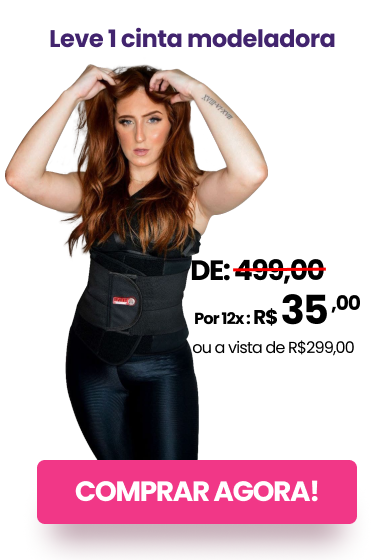 Leve 1 cinta modeladora
DE: 499,00
Por 12x : R$ 35 ,00
ou a vista de R$299,00
COMPRAR AGORA!